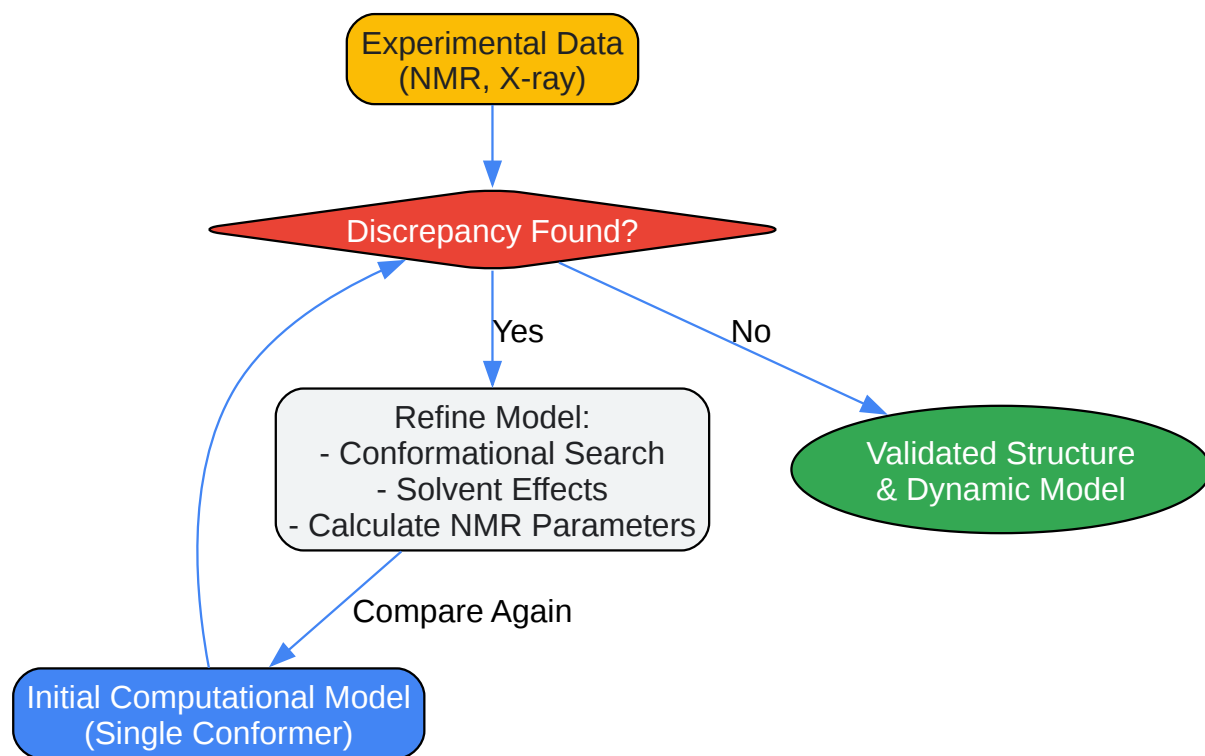 Experimental Data
(NMR, X-ray)
Discrepancy Found?
Yes
No
Refine Model:
- Conformational Search
- Solvent Effects
- Calculate NMR Parameters
Validated Structure
& Dynamic Model
Compare Again
Initial Computational Model
(Single Conformer)